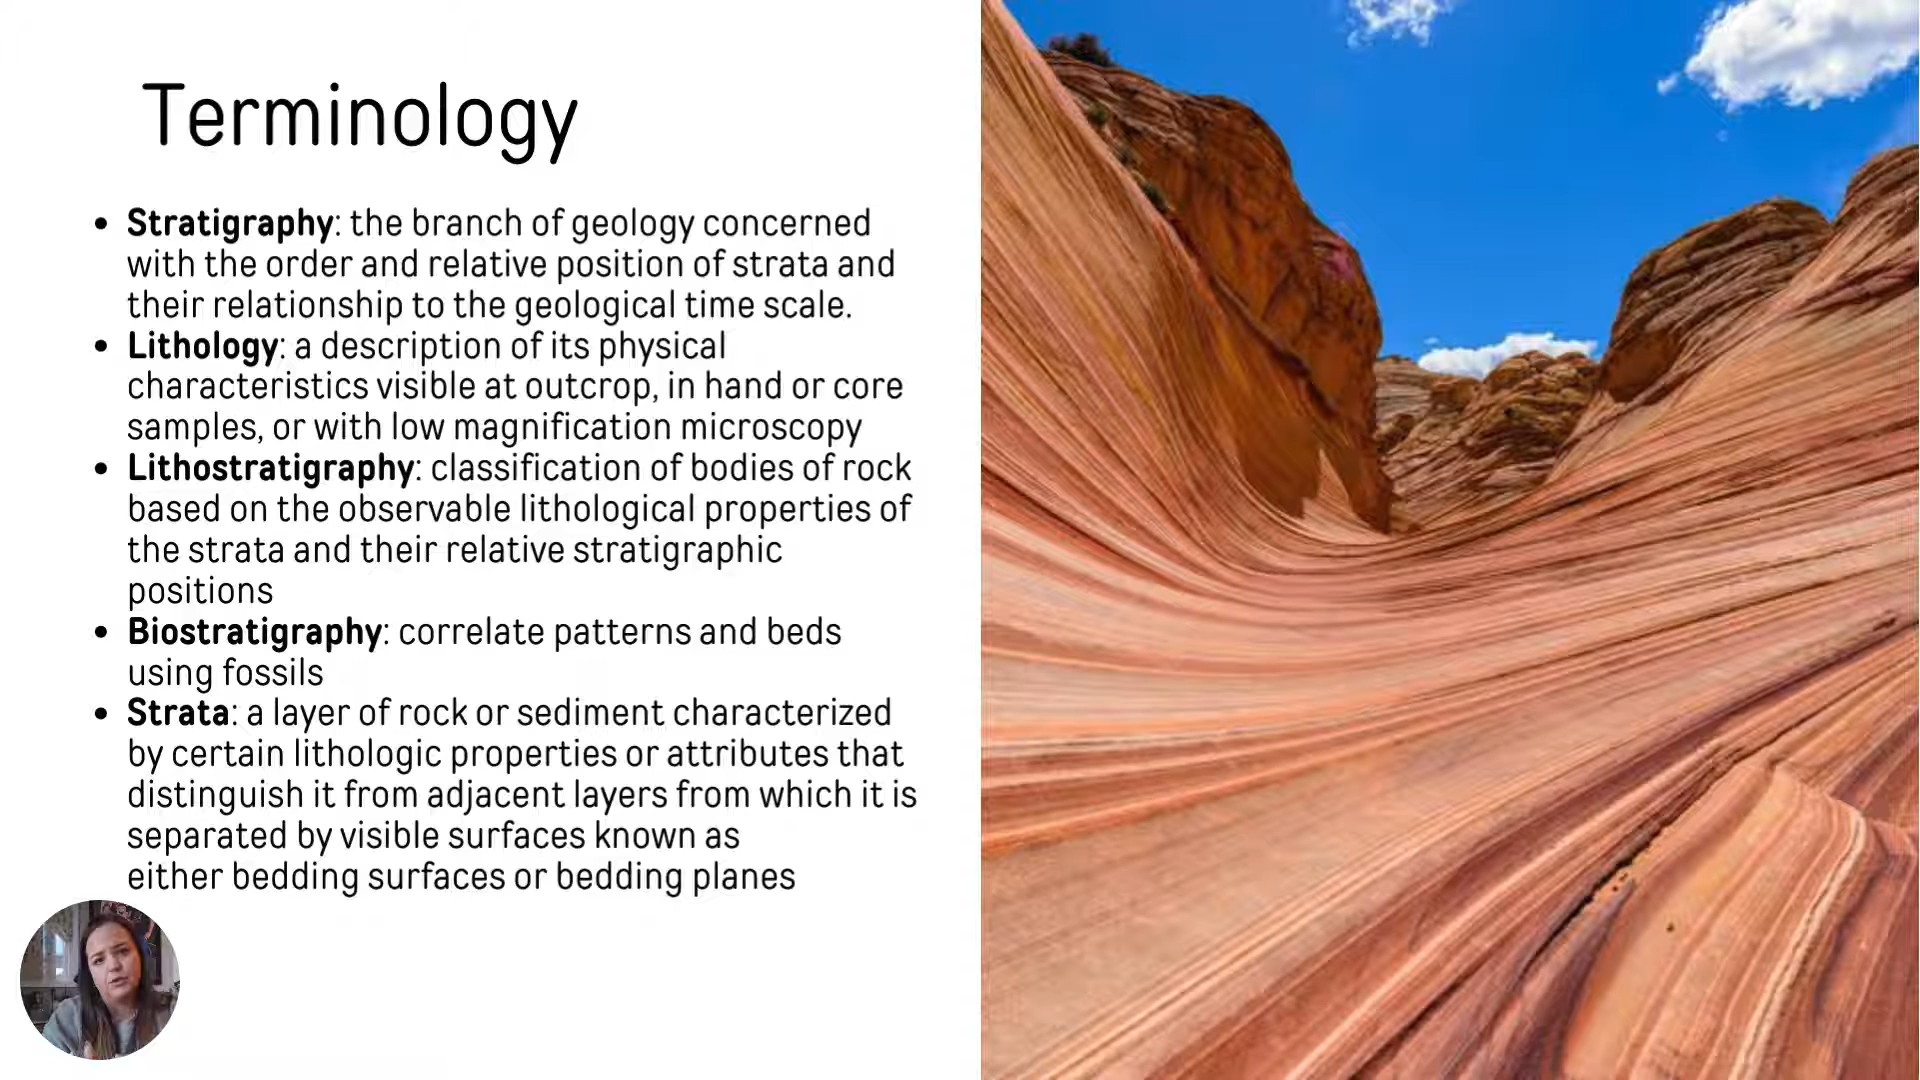 Terminology
Stratigraphy: the branch of geology concerned
with the order and relative position of strata and
their relationship to the geological time scale.
Lithology: a description of its physical
characteristics visible at outcrop, in hand or core
samples, or with low magnification microscopy
Lithostratigraphy: classification of bodies of rock
based on the observable lithological properties of
the strata and their relative stratigraphic
positions
Biostratigraphy: correlate patterns and beds
using fossils
Strata: a layer of rock or sediment characterized
by certain lithologic properties or attributes that
distinguish it from adjacent layers from which it is
separated by visible surfaces known as
either bedding surfaces or bedding planes